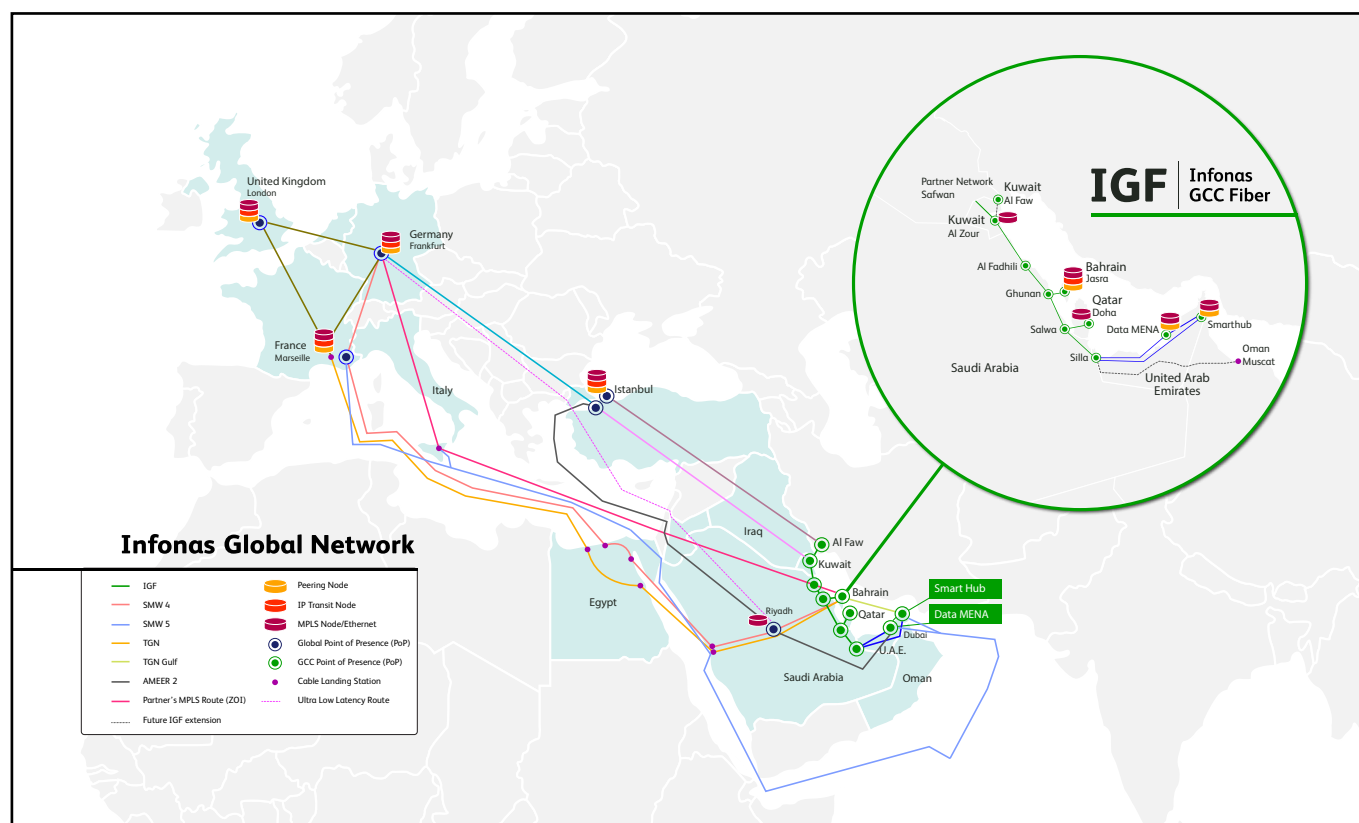 United Kingdom
London
Germany
Frankfurt
France
Marseille
Italy
Istanbul
Iraq
Al Faw
Kuwait
Bahrain
Qatar
Riyadh
Egypt
Saudi Arabia
Oman
U.A.E.
Dubai
Smart Hub
Data MENA
IGF
Infonas
GCC Fiber
Partner Network
Safwan
Kuwait
Al Faw
Kuwait
Al Zour
Al Fadhili
Bahrain
Jasra
Ghunan
Qatar
Doha
Salwa
Data MENA
Smarthub
Silla
Oman
Muscat
Saudi Arabia
United Arab
Emirates
Infonas Global Network
IGF
SMW 4
SMW 5
TGN
TGN Gulf
AMEER 2
Partner's MPLS Route (ZOI)
Future IGF extension
Peering Node
IP Transit Node
MPLS Node/Ethernet
Global Point of Presence (PoP)
GCC Point of Presence (PoP)
Cable Landing Station
Ultra Low Latency Route